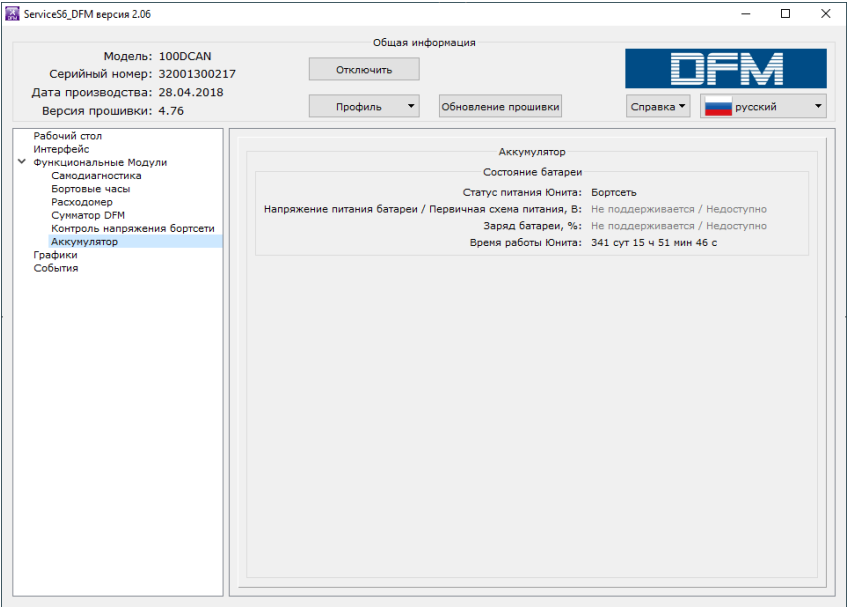 ServiceS6_DFM версия 2.06
Общая информация
Модель: 100DCAN
Серийный номер: 32001300217
Дата производства: 28.04.2018
Версия прошивки: 4.76
Отключить
Профиль
Обновление прошивки
DFM
Справка
русский
Рабочий стол
Интерфейс
Функциональные Модули
Самодиагностика
Бортовые часы
Расходомер
Сумматор DFM
Контроль напряжения бортсети
Аккумулятор
Графики
События
Аккумулятор
Состояние батареи
Статус питания Юнита: Бортсеть
Напряжение питания батареи / Первичная схема питания, В: Не поддерживается / Недоступно
Заряд батареи, %: Не поддерживается / Недоступно
Время работы Юнита: 341 сут 15 ч 51 мин 46 с